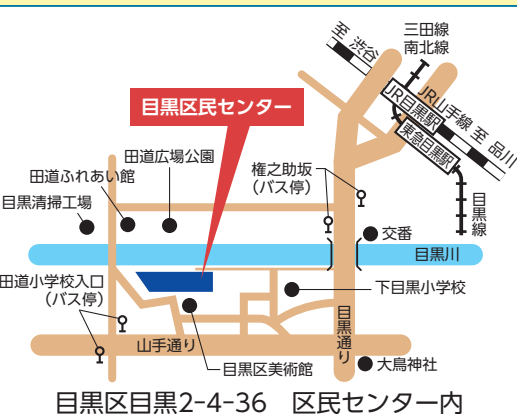 三田線
南北線
至 渋谷
JR目黒駅
JR山手線
至 品川
東急目黒駅
目黒線
目黒区民センター
田道広場公園
田道ふれあい館
目黒清掃工場
権之助坂
(バス停)
交番
目黒川
田道小学校入口
(バス停)
下目黒小学校
目黒通り
山手通り
目黒区美術館
大鳥神社
目黒区目黒2-4-36 区民センター内